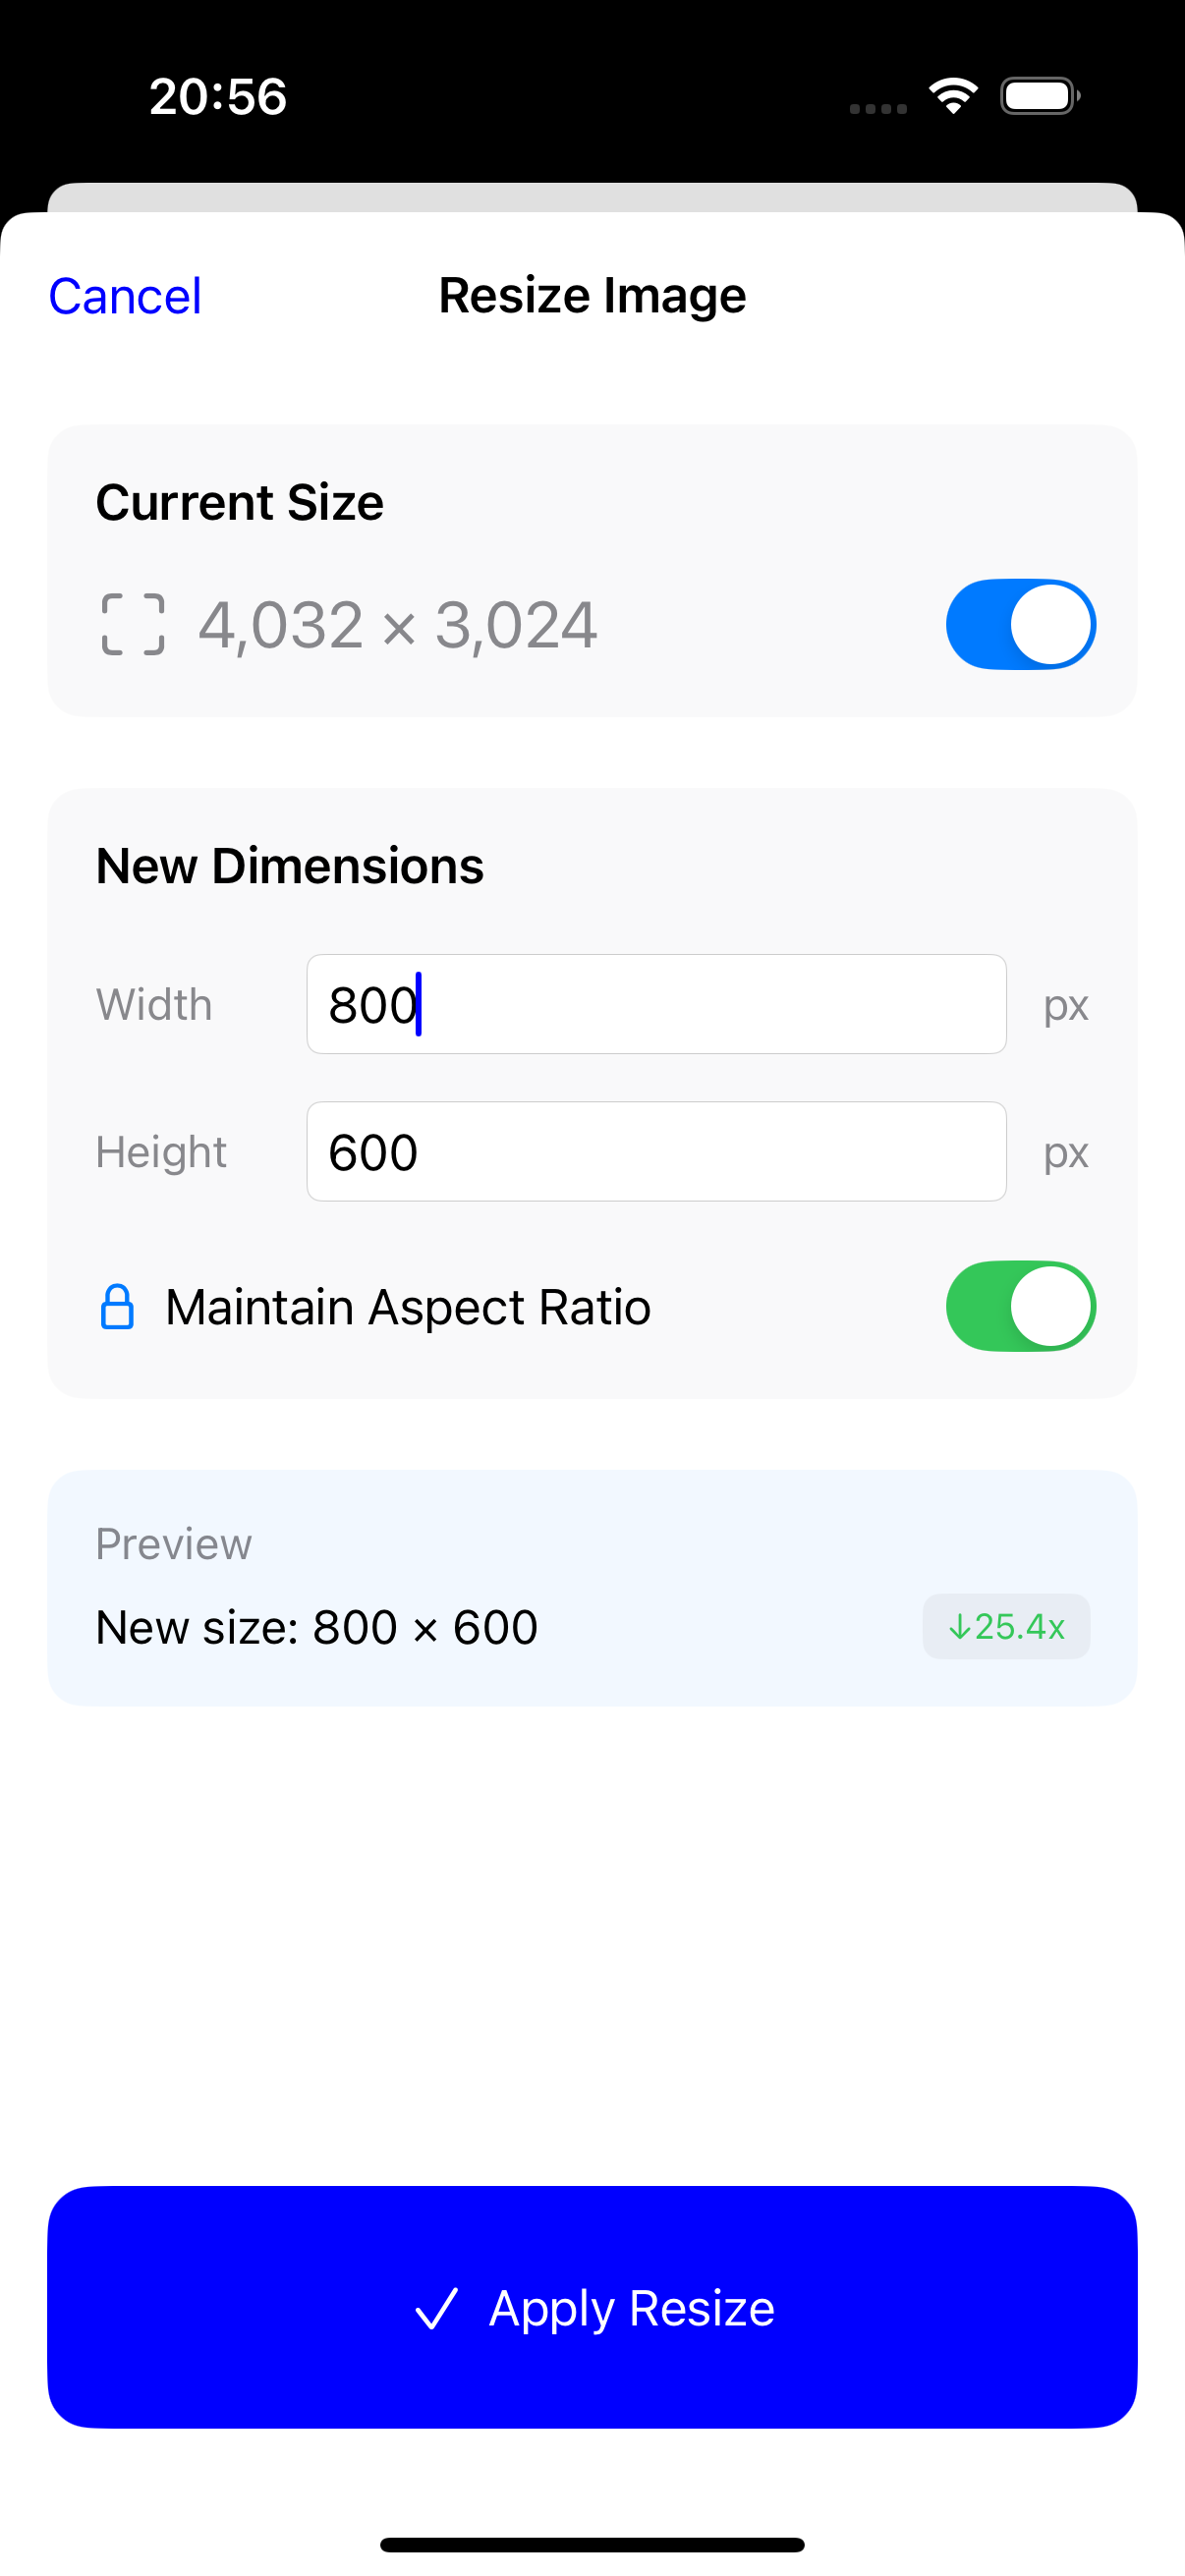 20:56
Cancel
Resize Image
Current Size
4,032 × 3,024
New Dimensions
Width 800 px
Height 600 px
Maintain Aspect Ratio
Preview
New size: 800 × 600 ↓25.4x
Apply Resize